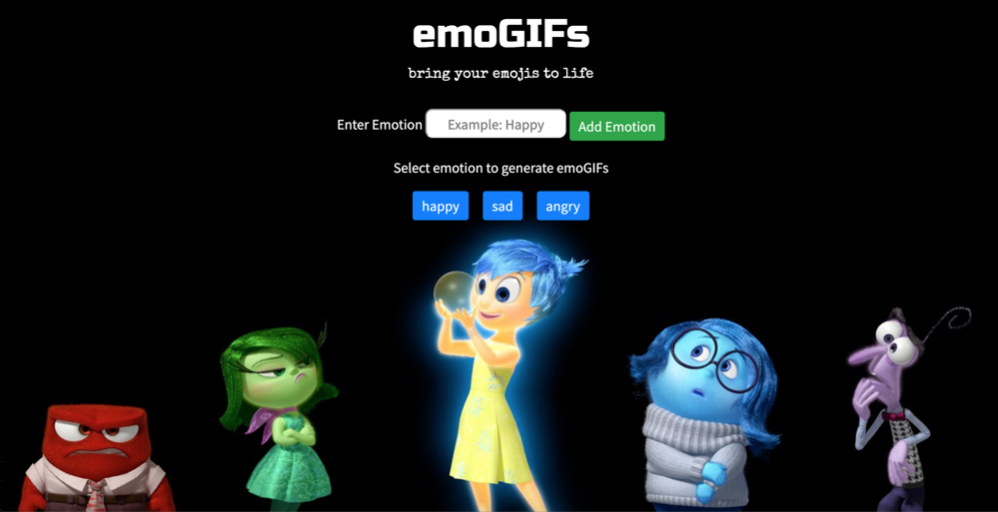 emoGIFs
bring your emojis to life
Enter Emotion Example: Happy Add Emotion
Select emotion to generate emoGIFs
happy sad angry